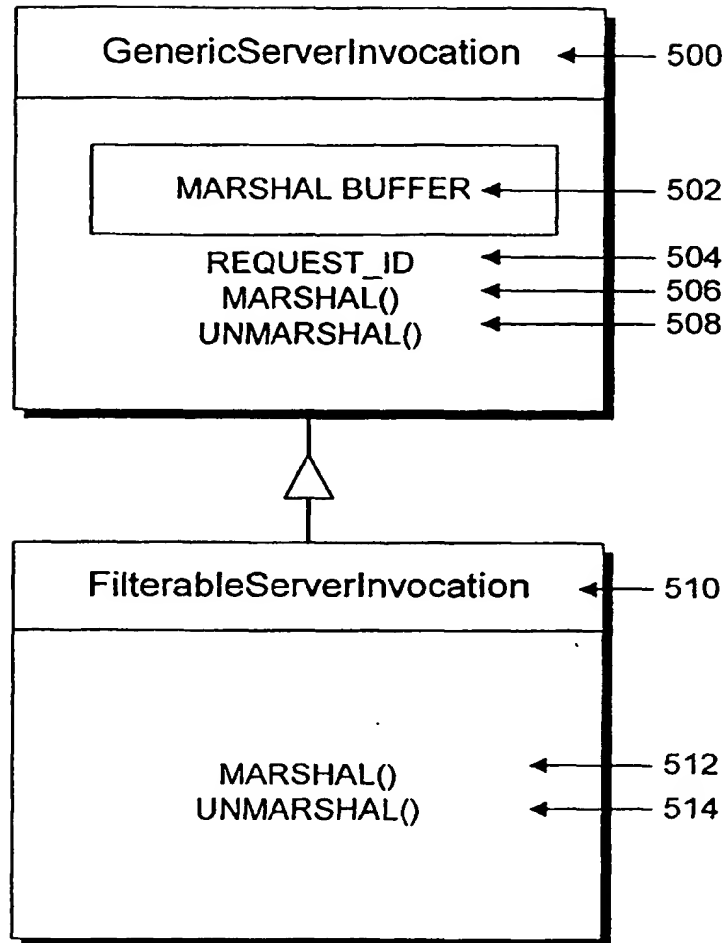 GenericServerInvocation 500
MARSHAL BUFFER 502
REQUEST_ID 504
MARSHAL() 506
UNMARSHAL() 508
FilterableServerInvocation 510
MARSHAL() 512
UNMARSHAL() 514